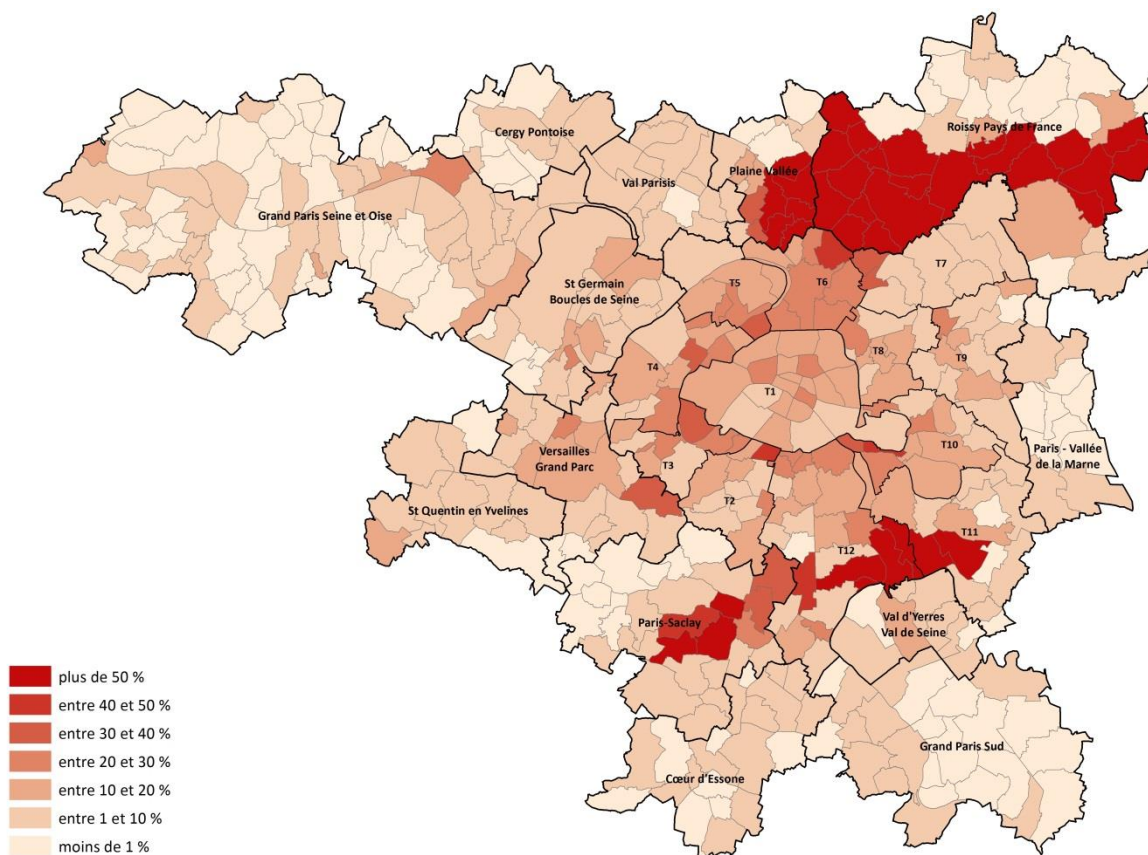 Cergy Pontoise
Roissy Pays de France
Plaine Vallée
Val Parisis
Grand Paris Seine et Oise
T7
St Germain
Boucles de Seine
T5
T6
T8
T9
T4
T1
T10
Versailles
Grand Parc
T3
Paris - Vallée
de la Marne
T2
St Quentin en Yvelines
T11
T12
Paris-Saclay
Val d'Yerres
Val de Seine
Grand Paris Sud
Cœur d'Essone
plus de 50 %
entre 40 et 50 %
entre 30 et 40 %
entre 20 et 30 %
entre 10 et 20 %
entre 1 et 10 %
moins de 1 %